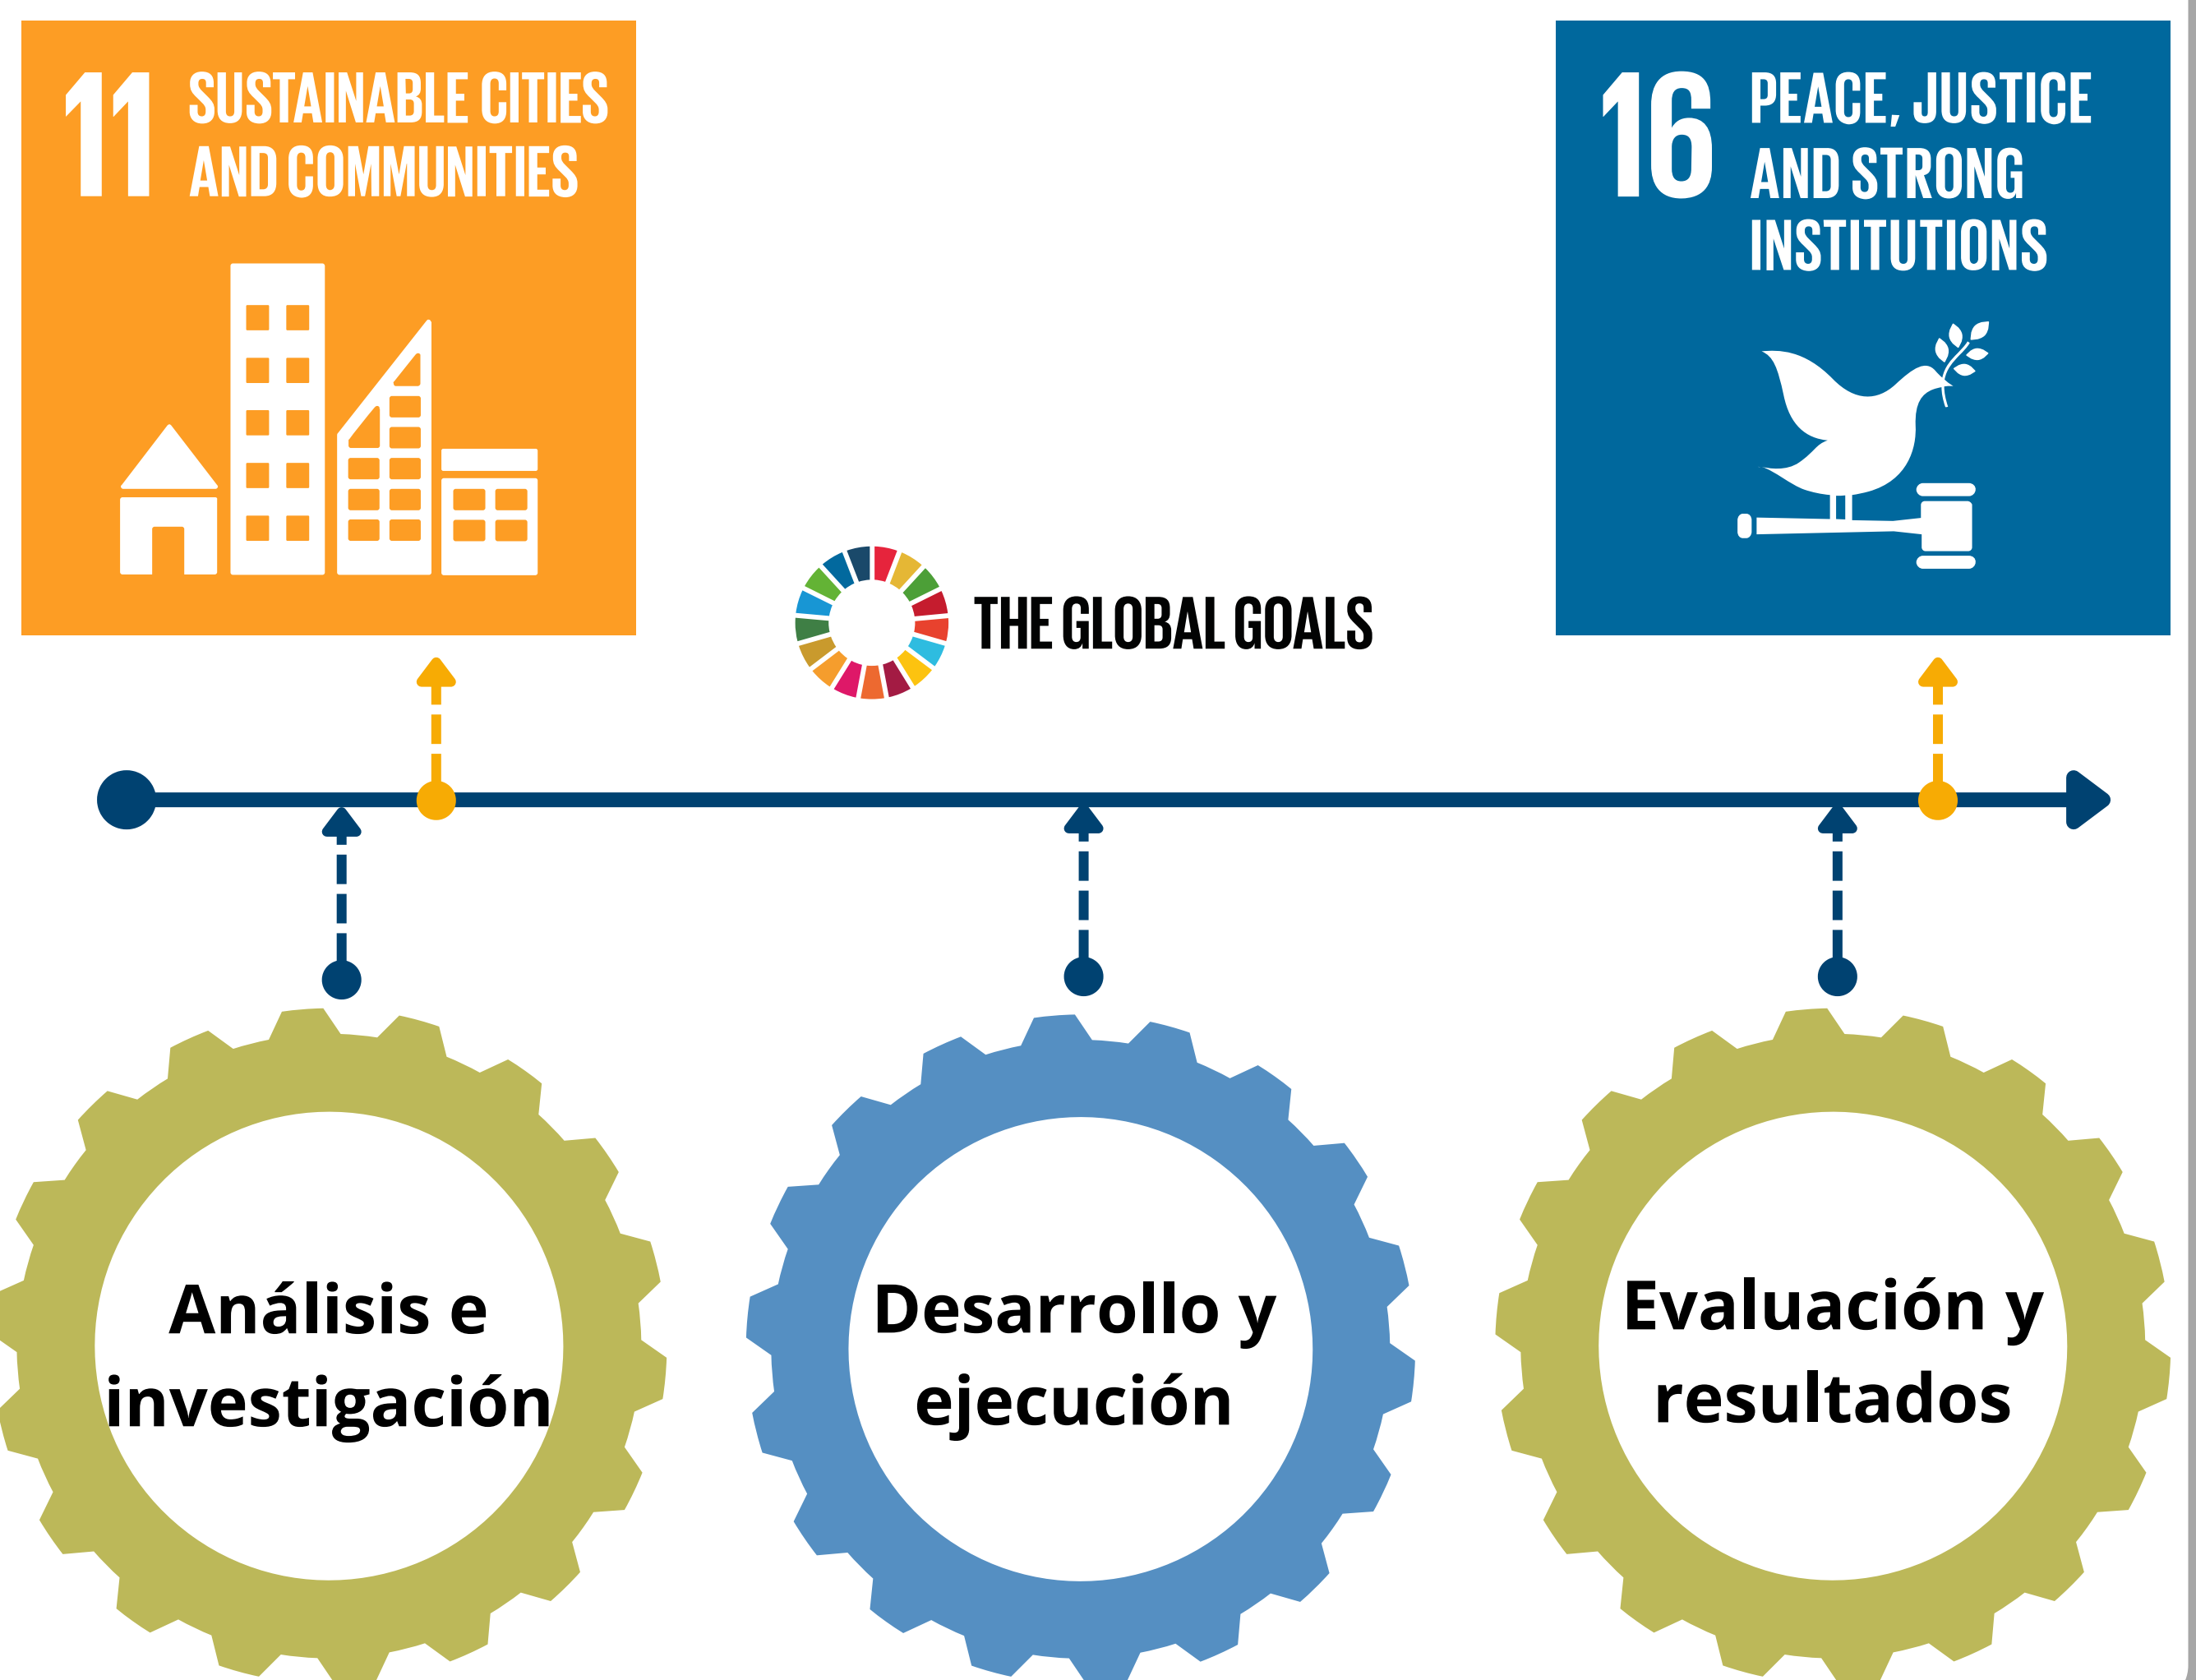 11 SUSTAINABLE CITIES
AND COMMUNITIES
16 PEACE, JUSTICE
AND STRONG
INSTITUTIONS
THE GLOBAL GOALS
Análisis e
investigación
Desarrollo y
ejecución
Evaluación y
resultados